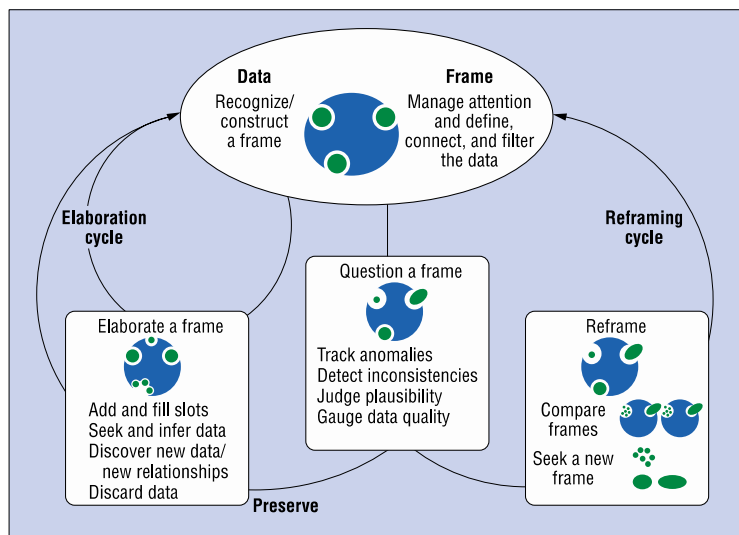 Data
Recognize/
construct
a frame
Frame
Manage attention
and define,
connect, and filter
the data
Elaboration
cycle
Reframing
cycle
Question a frame
Track anomalies
Detect inconsistencies
Judge plausibility
Gauge data quality
Elaborate a frame
Add and fill slots
Seek and infer data
Discover new data/
new relationships
Discard data
Reframe
Compare
frames
Seek a new
frame
Preserve